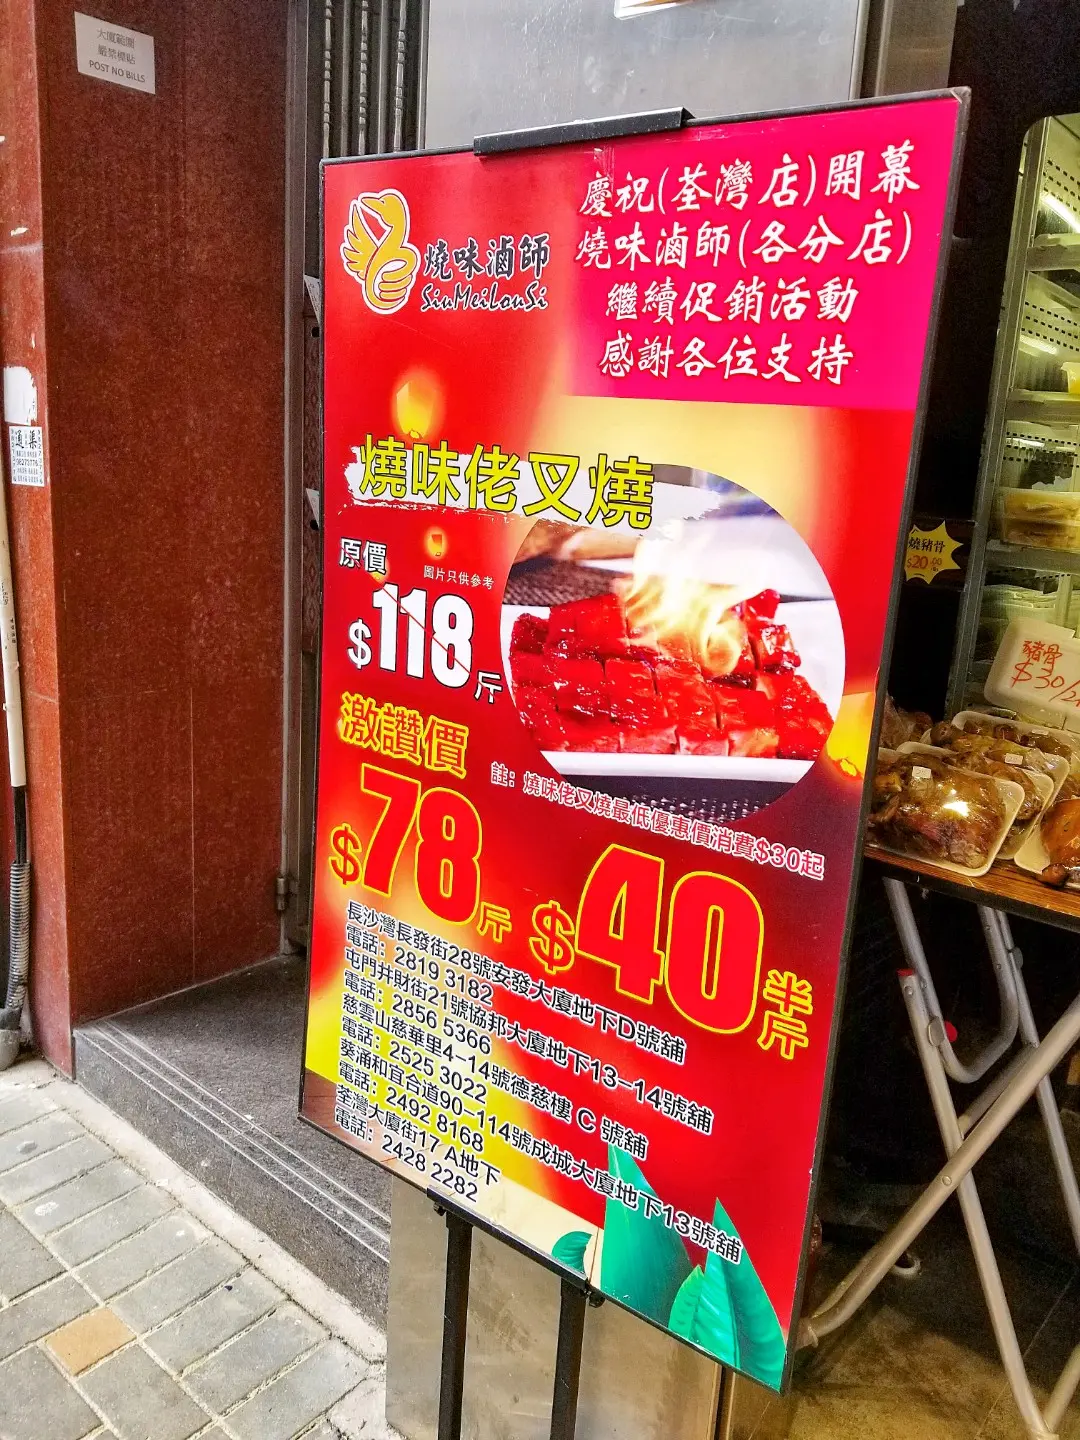 大廈範圍
嚴禁標貼
POST NO BILLS
慶祝(荃灣店)開幕
燒味滷師(各分店)
繼續促銷活動
感謝各位支持
燒味滷師
SiuMeiLouSi
燒味佬叉燒
原價
圖片只供參考
$118斤
激讚價
$78斤
註：燒味佬叉燒最低優惠價消費$30起
$40半斤
長沙灣長發街28號安發大廈地下D號舖
電話：2819 3182
屯門井財街21號協邦大廈地下13-14號舖
電話：2856 5366
慈雲山慈華里4-14號德慈樓 C 號舖
電話：2525 3022
葵涌和宜合道90-114號成城大廈地下13號舖
電話：2492 8168
荃灣大廈街17 A地下
電話：2428 2282
通渠
燒豬骨
$20.00
豬骨
$30/2